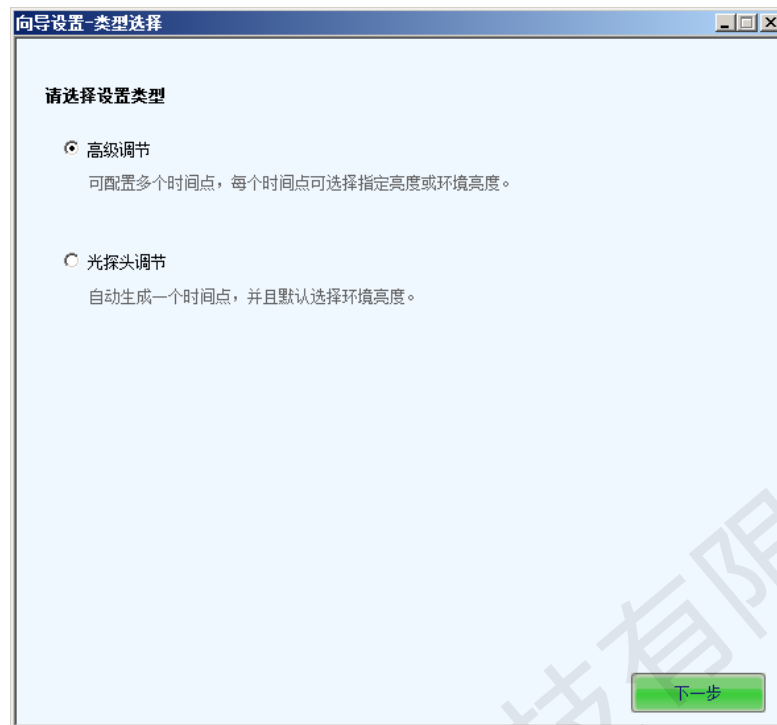 向导设置-类型选择
请选择设置类型
高级调节
可配置多个时间点，每个时间点可选择指定亮度或环境亮度。
光探头调节
自动生成一个时间点，并且默认选择环境亮度。
技有限
下一步